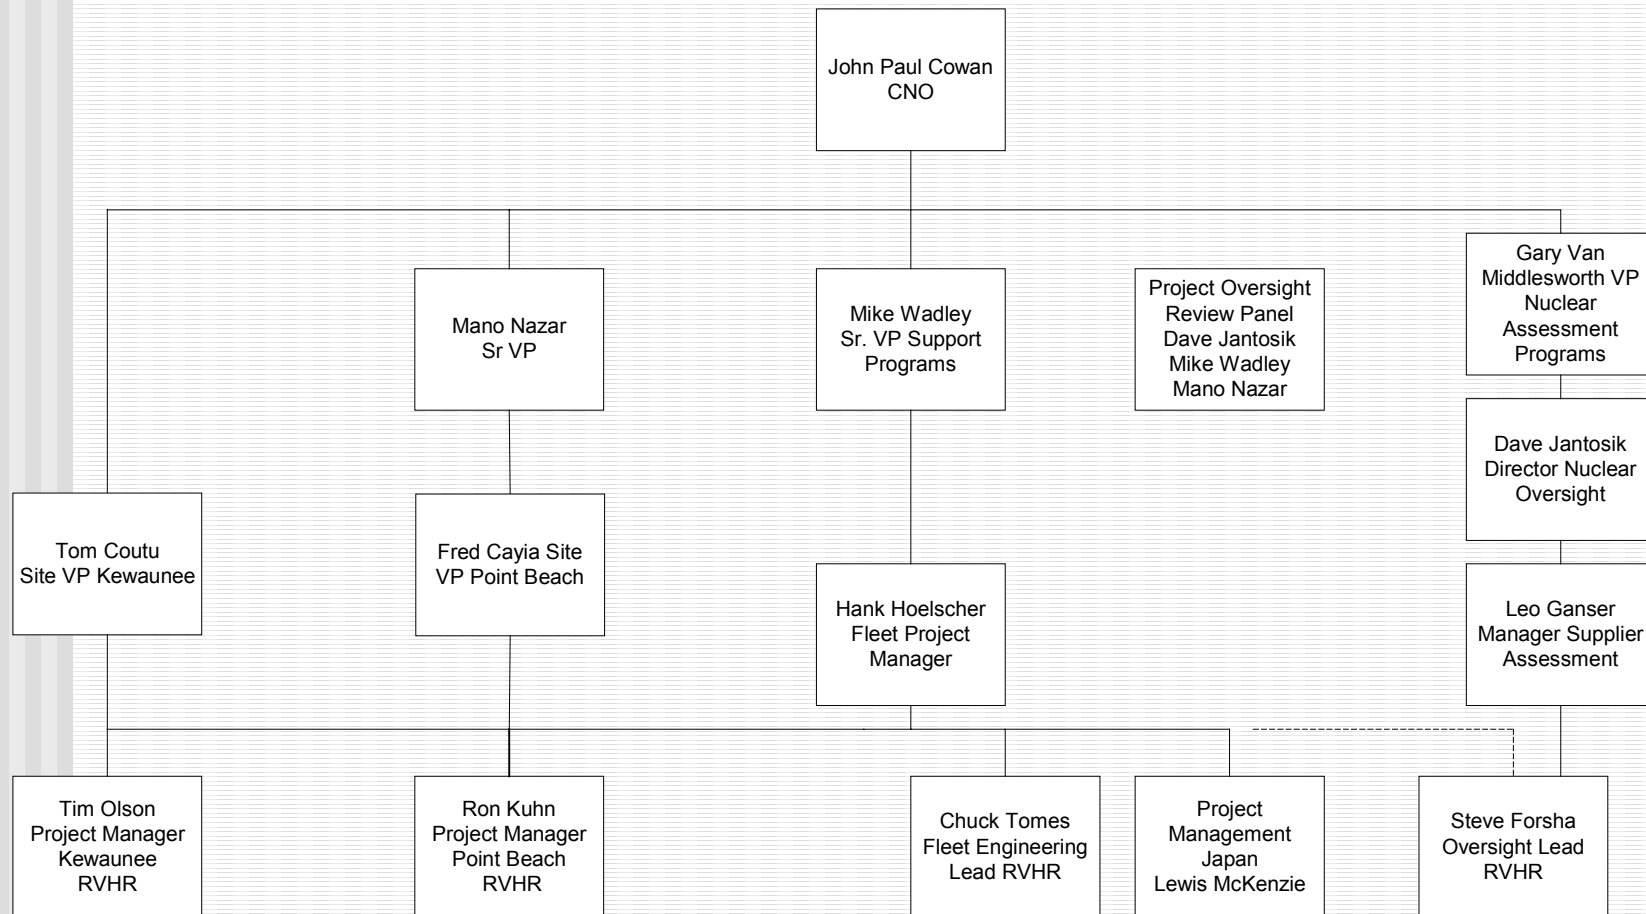 John Paul Cowan
CNO
Mano Nazar
Sr VP
Mike Wadley
Sr. VP Support
Programs
Project Oversight
Review Panel
Dave Jantosik
Mike Wadley
Mano Nazar
Gary Van
Middlesworth VP
Nuclear
Assessment
Programs
Dave Jantosik
Director Nuclear
Oversight
Tom Coutu
Site VP Kewaunee
Fred Cayia Site
VP Point Beach
Hank Hoelscher
Fleet Project
Manager
Leo Ganser
Manager Supplier
Assessment
Tim Olson
Project Manager
Kewaunee
RVHR
Ron Kuhn
Project Manager
Point Beach
RVHR
Chuck Tomes
Fleet Engineering
Lead RVHR
Project
Management
Japan
Lewis McKenzie
Steve Forsha
Oversight Lead
RVHR